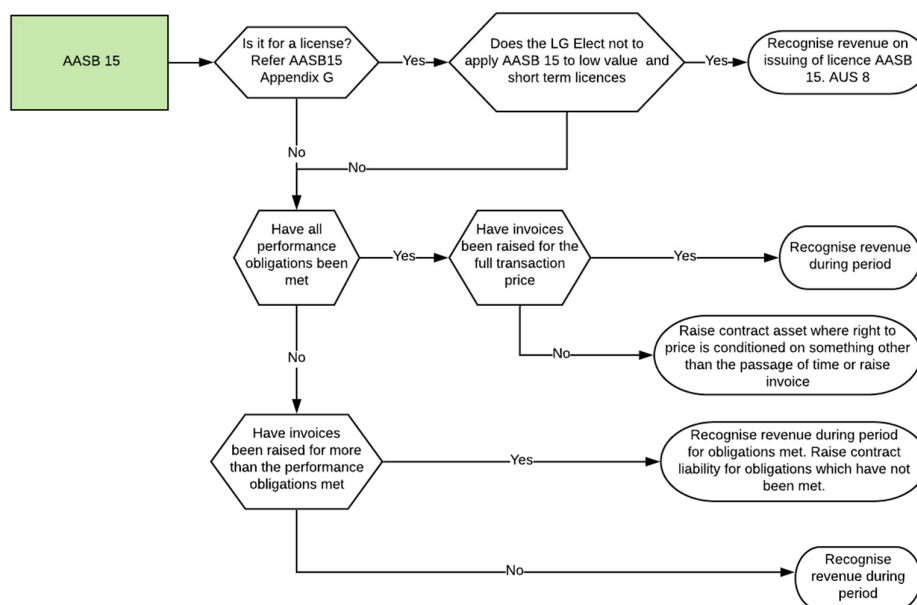 AASB 15
Is it for a license?
Refer AASB15
Appendix G
Yes
Does the LG Elect not to
apply AASB 15 to low value and
short term licences
Yes
Recognise revenue on
issuing of licence AASB
15. AUS 8
No
No
Have all
performance
obligations been
met
Yes
Have invoices
been raised for the
full transaction
price
Yes
Recognise revenue
during period
No
No
Raise contract asset where right to
price is conditioned on something other
than the passage of time or raise
invoice
Have invoices
been raised for more
than the performance
obligations met
Yes
Recognise revenue during period
for obligations met. Raise contract
liability for obligations which have not
been met.
No
Recognise
revenue during
period